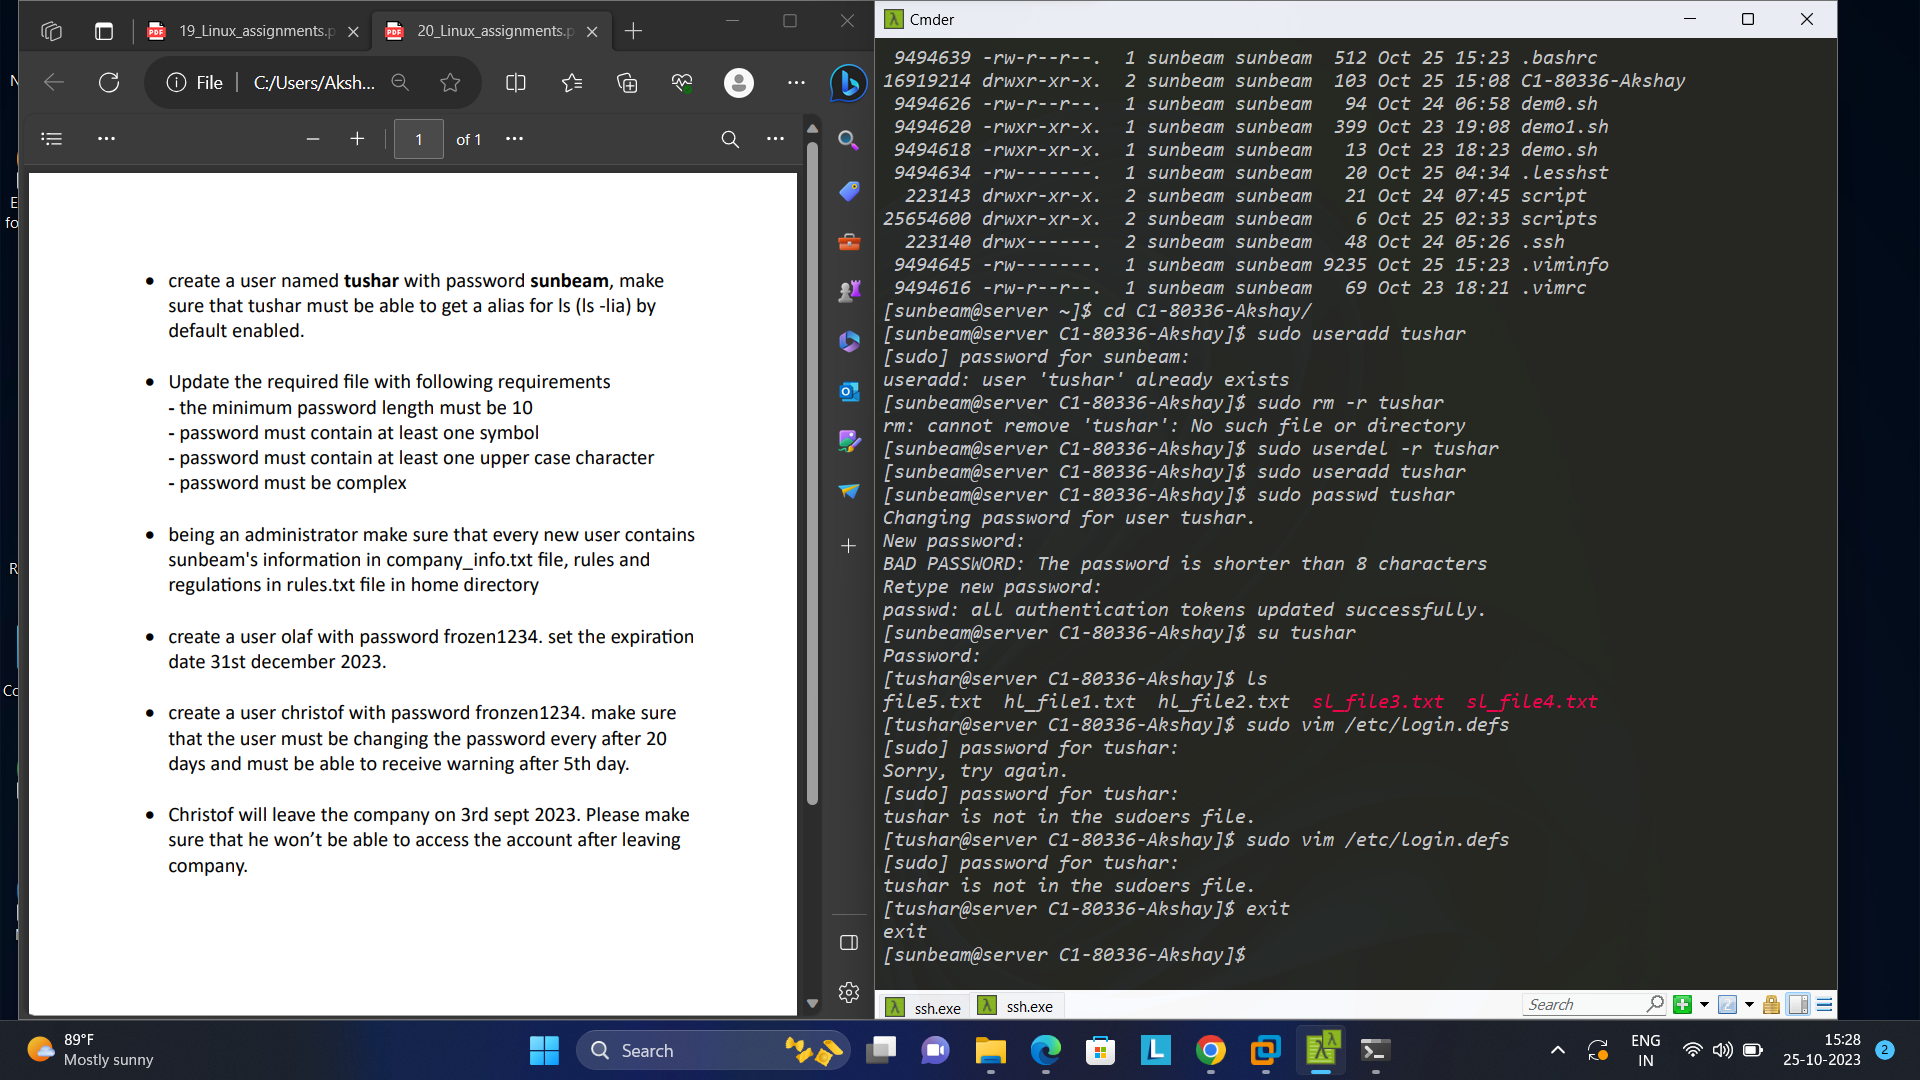 19_Linux_assignments.p
20_Linux_assignments.p
File
C:/Users/Aksh...
1
of 1
create a user named tushar with password sunbeam, make
sure that tushar must be able to get a alias for ls (ls -lia) by
default enabled.
Update the required file with following requirements
- the minimum password length must be 10
- password must contain at least one symbol
- password must contain at least one upper case character
- password must be complex
being an administrator make sure that every new user contains
sunbeam's information in company_info.txt file, rules and
regulations in rules.txt file in home directory
create a user olaf with password frozen1234. set the expiration
date 31st december 2023.
create a user christof with password fronzen1234. make sure
that the user must be changing the password every after 20
days and must be able to receive warning after 5th day.
Christof will leave the company on 3rd sept 2023. Please make
sure that he won’t be able to access the account after leaving
company.
Cmder
9494639 -rw-r--r--. 1 sunbeam sunbeam 512 Oct 25 15:23 .bashrc
16919214 drwxr-xr-x. 2 sunbeam sunbeam 103 Oct 25 15:08 C1-80336-Akshay
9494626 -rw-r--r--. 1 sunbeam sunbeam 94 Oct 24 06:58 dem0.sh
9494620 -rwxr-xr-x. 1 sunbeam sunbeam 399 Oct 23 19:08 demo1.sh
9494618 -rwxr-xr-x. 1 sunbeam sunbeam 13 Oct 23 18:23 demo.sh
9494634 -rw-------. 1 sunbeam sunbeam 20 Oct 25 04:34 .lesshst
223143 drwxr-xr-x. 2 sunbeam sunbeam 21 Oct 24 07:45 script
25654600 drwxr-xr-x. 2 sunbeam sunbeam 6 Oct 25 02:33 scripts
223140 drwx------. 2 sunbeam sunbeam 48 Oct 24 05:26 .ssh
9494645 -rw-------. 1 sunbeam sunbeam 9235 Oct 25 15:23 .viminfo
9494616 -rw-r--r--. 1 sunbeam sunbeam 69 Oct 23 18:21 .vimrc
[sunbeam@server ~]$ cd C1-80336-Akshay/
[sunbeam@server C1-80336-Akshay]$ sudo useradd tushar
[sudo] password for sunbeam:
useradd: user 'tushar' already exists
[sunbeam@server C1-80336-Akshay]$ sudo rm -r tushar
rm: cannot remove 'tushar': No such file or directory
[sunbeam@server C1-80336-Akshay]$ sudo userdel -r tushar
[sunbeam@server C1-80336-Akshay]$ sudo useradd tushar
[sunbeam@server C1-80336-Akshay]$ sudo passwd tushar
Changing password for user tushar.
New password:
BAD PASSWORD: The password is shorter than 8 characters
Retype new password:
passwd: all authentication tokens updated successfully.
[sunbeam@server C1-80336-Akshay]$ su tushar
Password:
[tushar@server C1-80336-Akshay]$ ls
file5.txt hl_file1.txt hl_file2.txt sl_file3.txt sl_file4.txt
[tushar@server C1-80336-Akshay]$ sudo vim /etc/login.defs
[sudo] password for tushar:
Sorry, try again.
[sudo] password for tushar:
tushar is not in the sudoers file.
[tushar@server C1-80336-Akshay]$ sudo vim /etc/login.defs
[sudo] password for tushar:
tushar is not in the sudoers file.
[tushar@server C1-80336-Akshay]$ exit
exit
[sunbeam@server C1-80336-Akshay]$
ssh.exe
ssh.exe
Search
89°F
Mostly sunny
Search
ENG
IN
15:28
25-10-2023
2